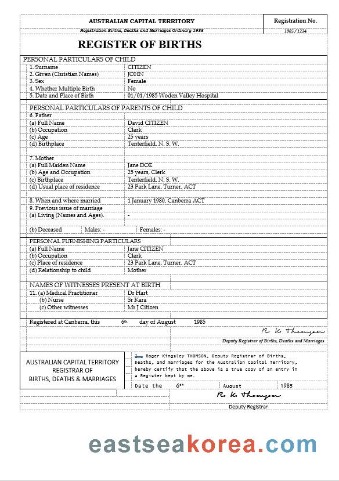 AUSTRALIAN CAPITAL TERRITORY
Registration No.
Registration Births, Deaths and Marriages Ordinary 1984
1985/1234
REGISTER OF BIRTHS
PERSONAL PARTICULARS OF CHILD
1. Surname CITIZEN
2. Given (Christian Names) JOHN
3. Sex Female
4. Whether Multiple Birth No
5. Date and Place of Birth 01/01/1985 Woden Valley Hospital
PERSONAL PARTICULARS OF PARENTS OF CHILD
6. Father
(a) Full Name David CITIZEN
(b) Occupation Clerk
(c) Age 25 years
(d) Birthplace Tenterfield, N. S. W.
7. Mother
(a) Full Maiden Name Jane DOE
(b) Age and Occupation 25 years, Clerk
(c) Birthplace Tenterfield, N. S. W.
(d) Usual place of residence 23 Park Lane, Turner, ACT
8. When and where married 1 January 1980, Canberra ACT
9. Previous issue of marriage
(a) Living (Names and Ages). -
(b) Deceased Males: - Females: -
PERSONAL FURNISHING PARTICULARS
(a) Full Name Jane CITIZEN
(b) Occupation Clerk
(c) Place of residence 23 Park Lane, Turner, ACT
(d) Relationship to child Mother
NAMES OF WITNESSES PRESENT AT BIRTH
11. (a) Medical Practitioner Dr Hart
(b) Nurse Sr Kara
(c) Other witnesses Mr J Citizen
Registered at Canberra, this 6th day of August 1985
R K Thomson
Deputy Registrar of Births, Deaths and Marriages
AUSTRALIAN CAPITAL TERRITORY
REGISTRAR OF
BIRTHS, DEATHS & MARRIAGES
I, Roger Kingsley THOMSON, Deputy Registrar of Births,
Deaths, and marriages for the Australian capital territory,
hereby certify that the above is a true copy of an entry in
a Register kept by me.
Date the 6th August 1985
R K Thomson
Deputy Registrar
eastseakorea.com